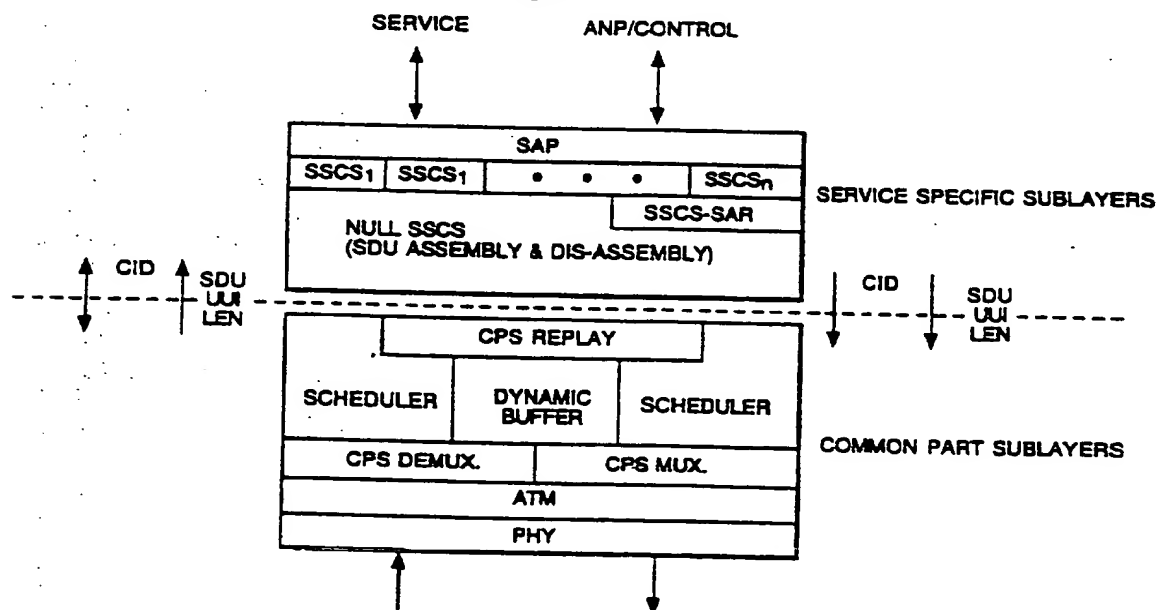 SERVICE
ANP/CONTROL
SAP
SSCS1
SSCS1
• • •
SSCSn
SSCS-SAR
NULL SSCS
(SDU ASSEMBLY & DIS-ASSEMBLY)
SERVICE SPECIFIC SUBLAYERS
CID
SDU
UUI
LEN
CID
SDU
UUI
LEN
CPS REPLAY
SCHEDULER
DYNAMIC
BUFFER
SCHEDULER
CPS DEMUX.
CPS MUX.
COMMON PART SUBLAYERS
ATM
PHY